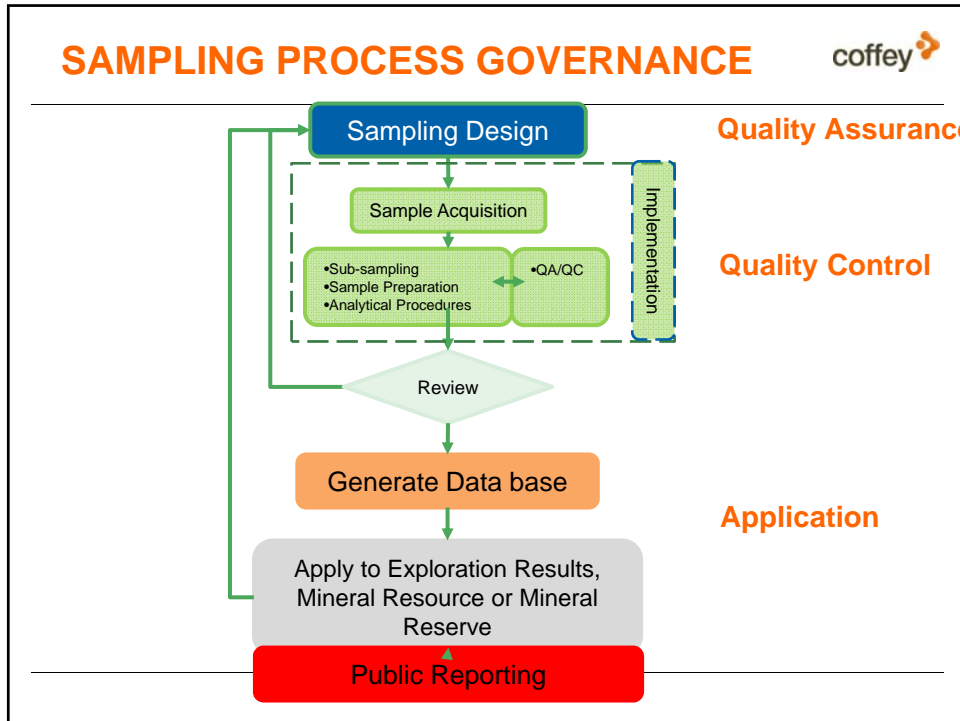 SAMPLING PROCESS GOVERNANCE
coffey
Sampling Design
Quality Assurance
Sample Acquisition
Implementation
•Sub-sampling
•Sample Preparation
•Analytical Procedures
•QA/QC
Quality Control
Review
Generate Data base
Application
Apply to Exploration Results,
Mineral Resource or Mineral
Reserve
Public Reporting